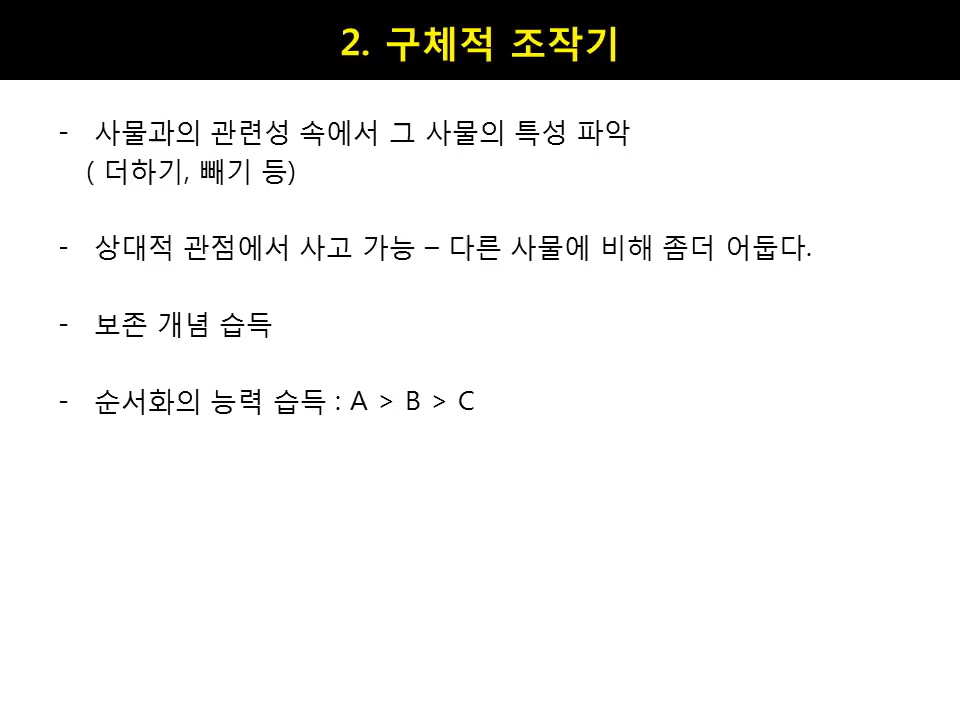 2. 구체적 조작기
- 사물과의 관련성 속에서 그 사물의 특성 파악
( 더하기, 빼기 등)
- 상대적 관점에서 사고 가능 – 다른 사물에 비해 좀더 어둡다.
- 보존 개념 습득
- 순서화의 능력 습득 : A > B > C